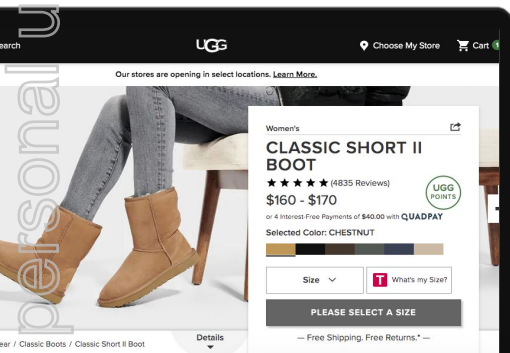 earch
UGG
Choose My Store
Cart 1
Our stores are opening in select locations. Learn More.
Women's
CLASSIC SHORT II
BOOT
(4835 Reviews)
UGG
POINTS
$160 - $170
or 4 Interest-Free Payments of $40.00 with QUADPAY
Selected Color: CHESTNUT
Size
T What's my Size?
PLEASE SELECT A SIZE
— Free Shipping. Free Returns.* —
Details
ear / Classic Boots / Classic Short II Boot
personal u